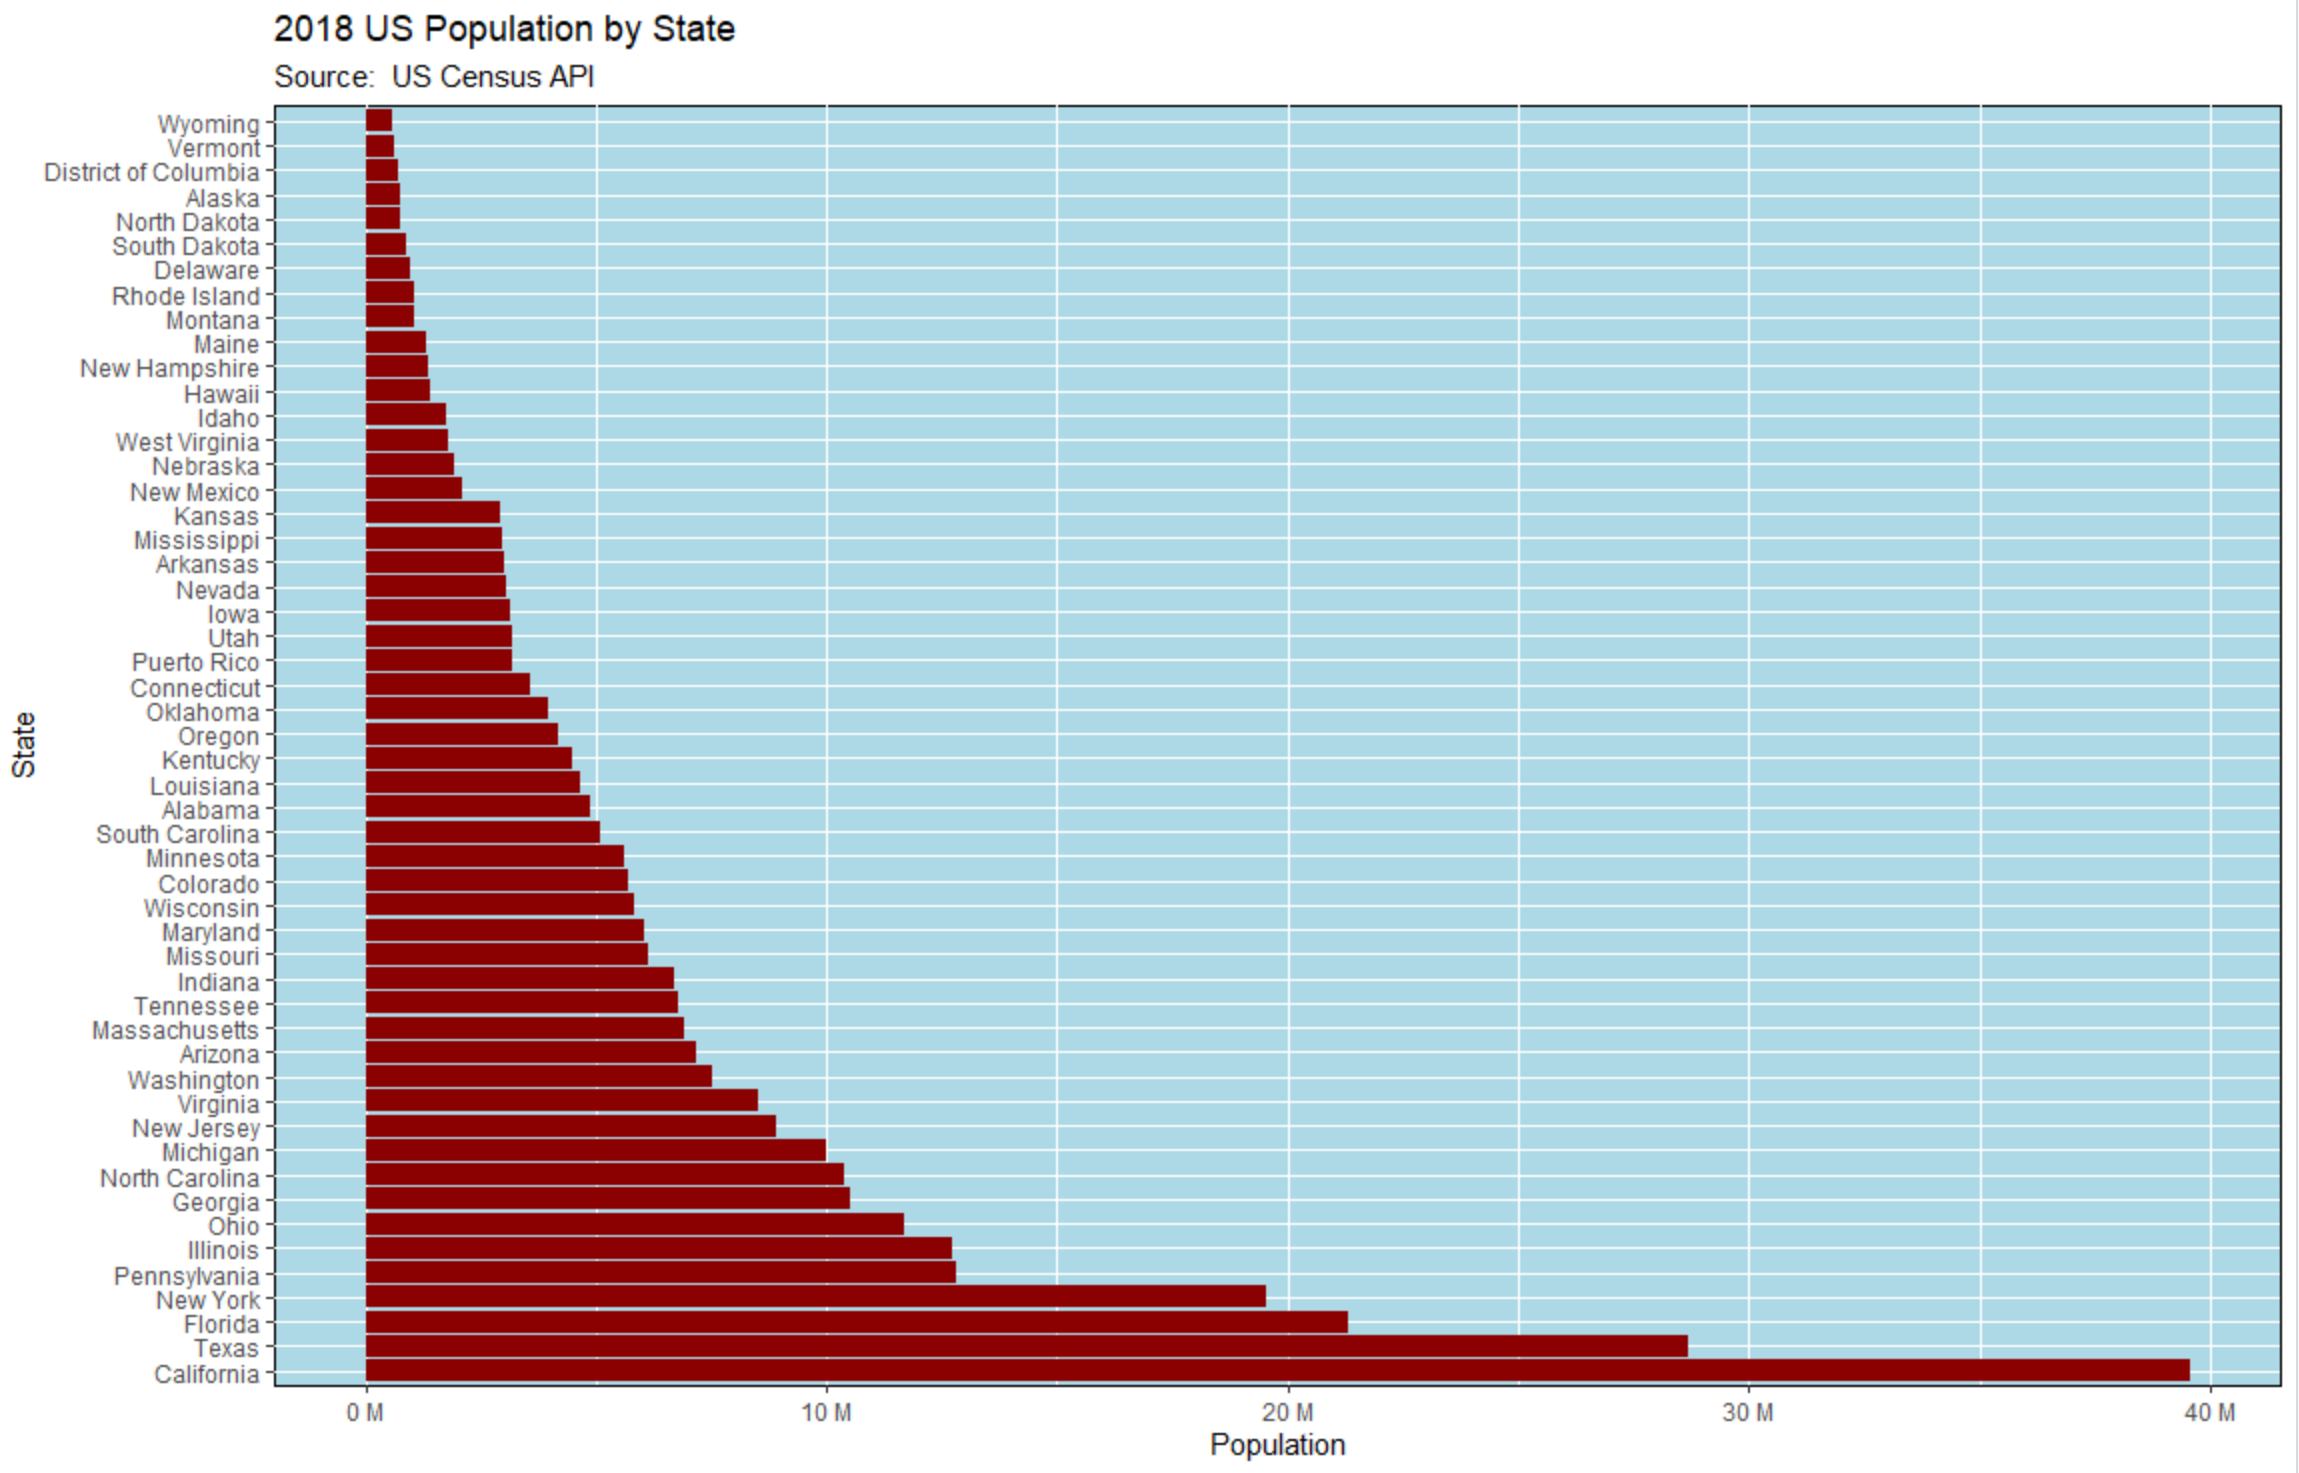 2018 US Population by State
Source:  US Census API
Wyoming
Vermont
District of Columbia
Alaska
North Dakota
South Dakota
Delaware
Rhode Island
Montana
Maine
New Hampshire
Hawaii
Idaho
West Virginia
Nebraska
New Mexico
Kansas
Mississippi
Arkansas
Nevada
Iowa
Utah
Puerto Rico
Connecticut
Oklahoma
Oregon
Kentucky
Louisiana
Alabama
South Carolina
Minnesota
Colorado
Wisconsin
Maryland
Missouri
Indiana
Tennessee
Massachusetts
Arizona
Washington
Virginia
New Jersey
Michigan
North Carolina
Georgia
Ohio
Illinois
Pennsylvania
New York
Florida
Texas
California
State
0 M 10 M 20 M 30 M 40 M
Population